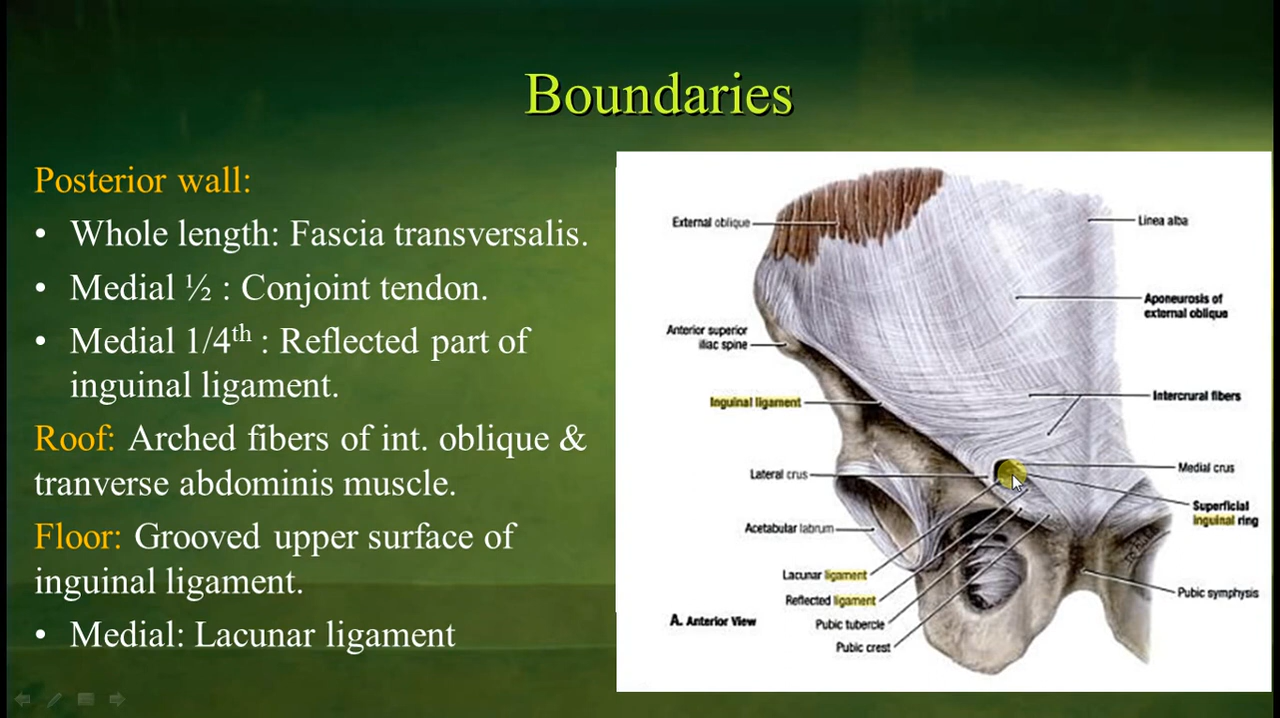 Boundaries
Posterior wall:
• Whole length: Fascia transversalis.
• Medial ½ : Conjoint tendon.
• Medial 1/4th : Reflected part of
inguinal ligament.
Roof: Arched fibers of int. oblique &
tranverse abdominis muscle.
Floor: Grooved upper surface of
inguinal ligament.
• Medial: Lacunar ligament
External oblique
Linea alba
Aponeurosis of
external oblique
Anterior superior
iliac spine
Inguinal ligament
Intercrural fibers
Lateral crus
Medial crus
Superficial
inguinal ring
Acetabular labrum
Lacunar ligament
Reflected ligament
Pubic tubercle
Pubic crest
Pubic symphysis
A. Anterior View